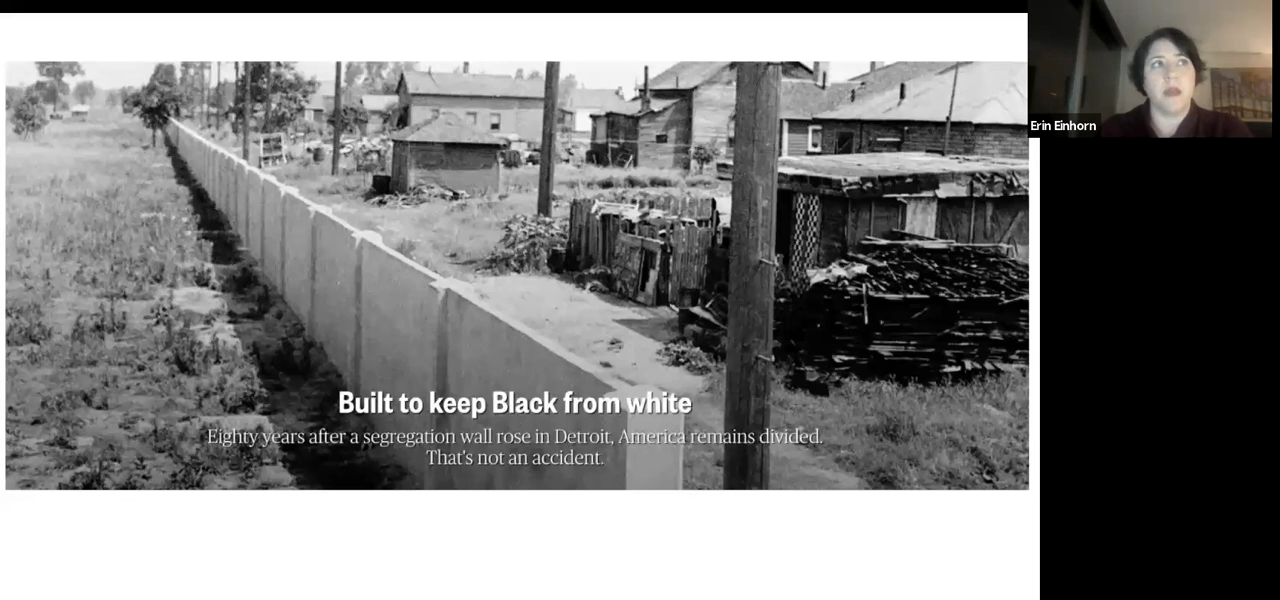 Erin Einhorn
Built to keep Black from white
Eighty years after a segregation wall rose in Detroit, America remains divided.
That's not an accident.